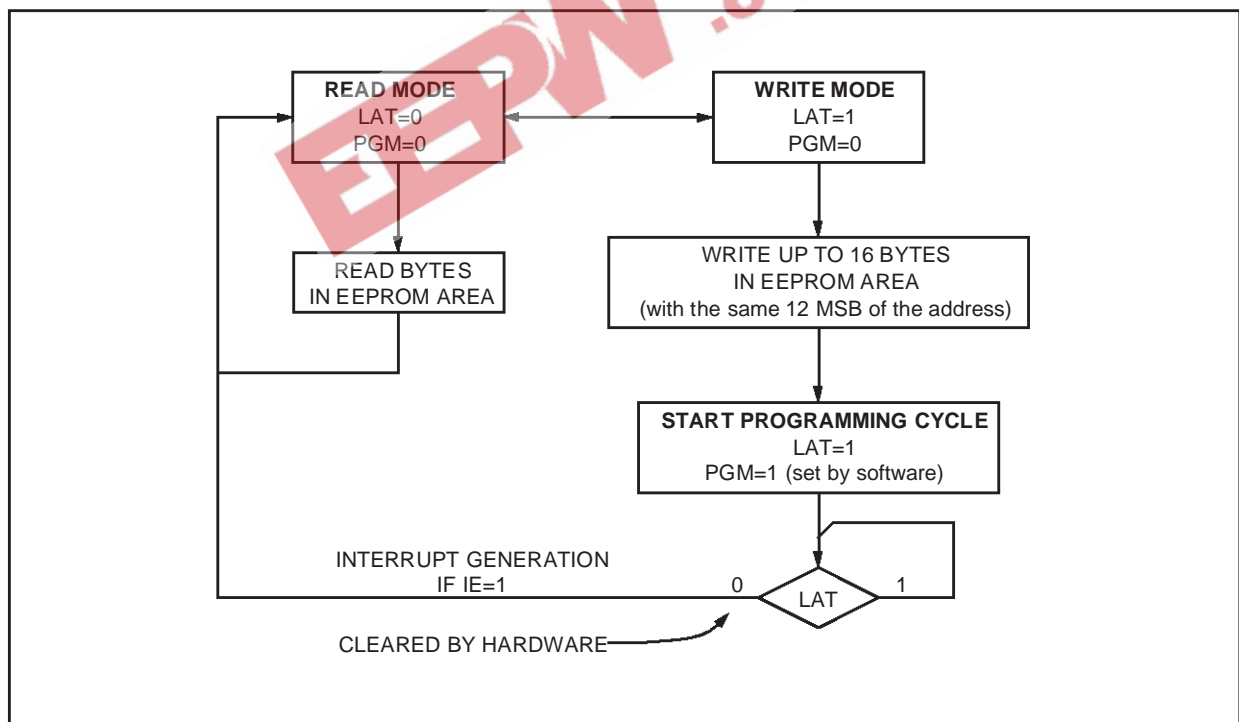 READ MODE
LAT=0
PGM=0
WRITE MODE
LAT=1
PGM=0
READ BYTES
IN EEPROM AREA
WRITE UP TO 16 BYTES
IN EEPROM AREA
(with the same 12 MSB of the address)
START PROGRAMMING CYCLE
LAT=1
PGM=1 (set by software)
INTERRUPT GENERATION
IF IE=1
0
LAT
1
CLEARED BY HARDWARE
EEPW